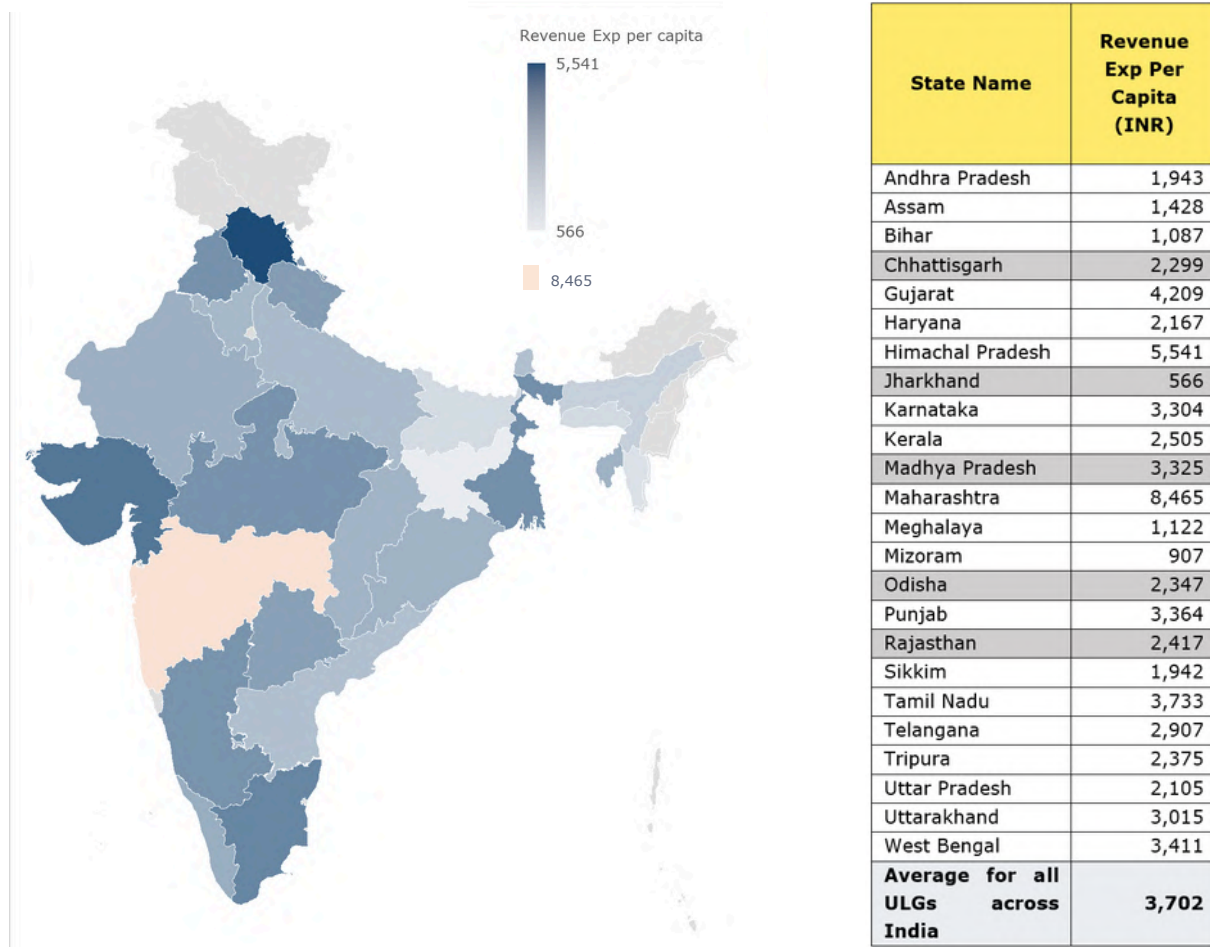 Revenue Exp per capita
5,541
566
8,465
State Name
Revenue
Exp Per
Capita
(INR)
Andhra Pradesh 1,943
Assam 1,428
Bihar 1,087
Chhattisgarh 2,299
Gujarat 4,209
Haryana 2,167
Himachal Pradesh 5,541
Jharkhand 566
Karnataka 3,304
Kerala 2,505
Madhya Pradesh 3,325
Maharashtra 8,465
Meghalaya 1,122
Mizoram 907
Odisha 2,347
Punjab 3,364
Rajasthan 2,417
Sikkim 1,942
Tamil Nadu 3,733
Telangana 2,907
Tripura 2,375
Uttar Pradesh 2,105
Uttarakhand 3,015
West Bengal 3,411
Average for all
ULGs across 3,702
India